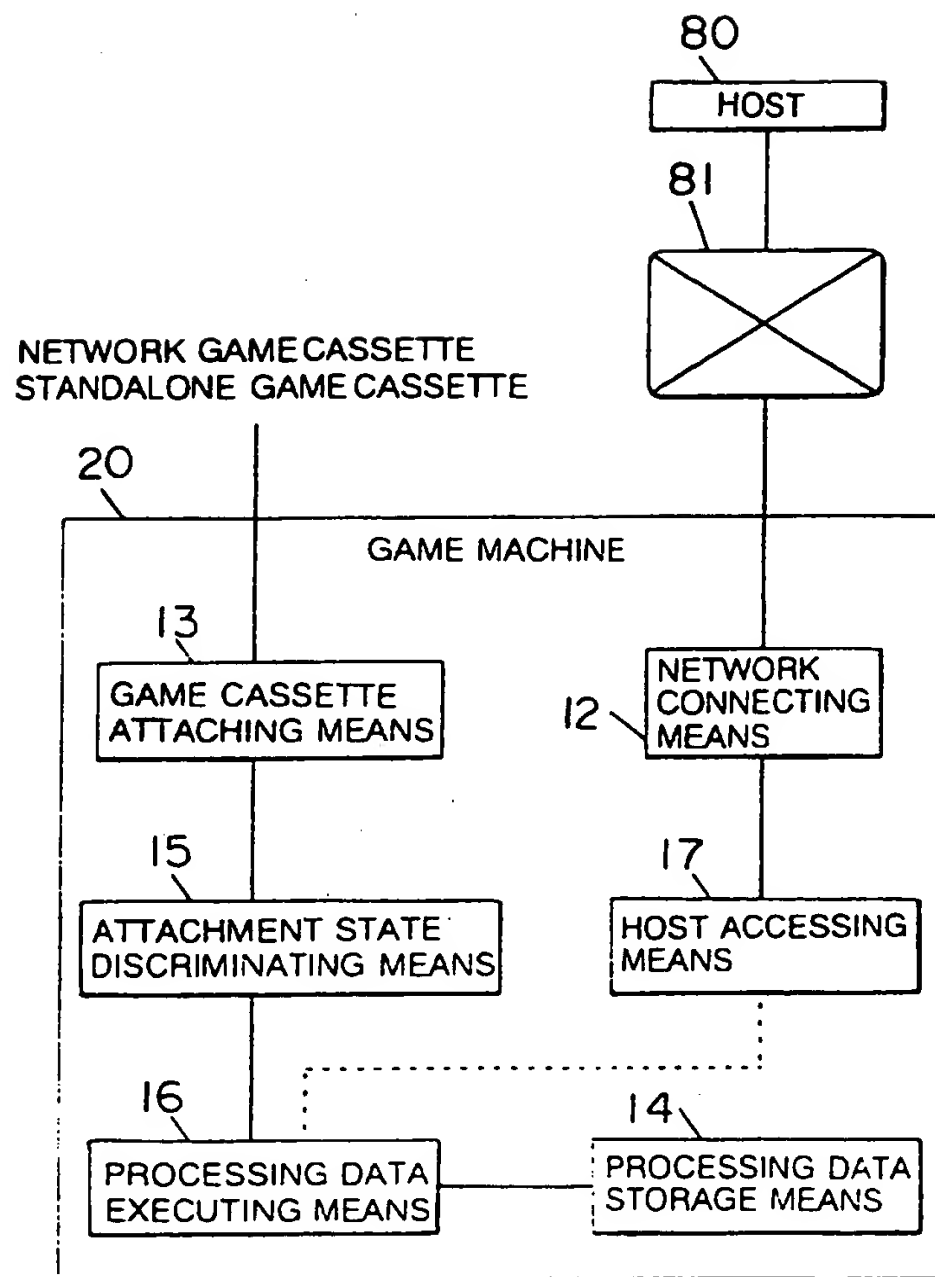 80
HOST
81
NETWORK GAME CASSETTE
STANDALONE GAME CASSETTE
20
GAME MACHINE
13
GAME CASSETTE
ATTACHING MEANS
12
NETWORK
CONNECTING
MEANS
15
ATTACHMENT STATE
DISCRIMINATING MEANS
17
HOST ACCESSING
MEANS
16
PROCESSING DATA
EXECUTING MEANS
14
PROCESSING DATA
STORAGE MEANS